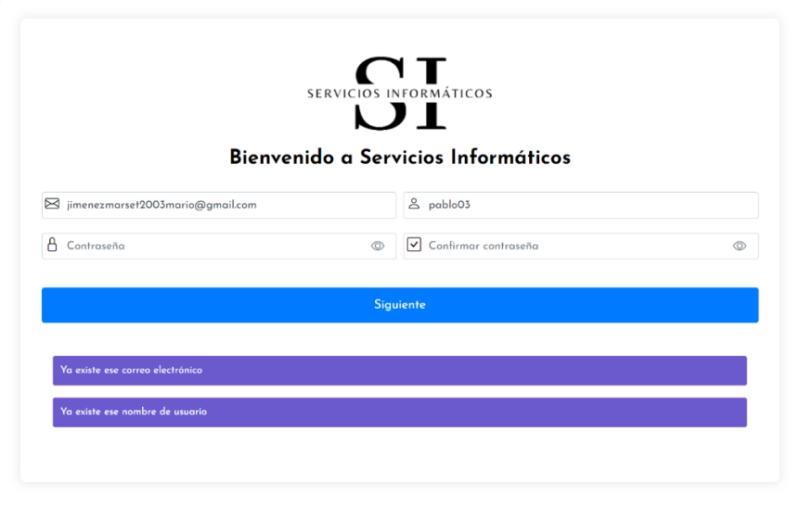 SI
SERVICIOS INFORMÁTICOS
Bienvenido a Servicios Informáticos
jimenezmarset2003mario@gmail.com
pablo03
Contraseña
Confirmar contraseña
Siguiente
Ya existe ese correo electrónico
Ya existe ese nombre de usuario